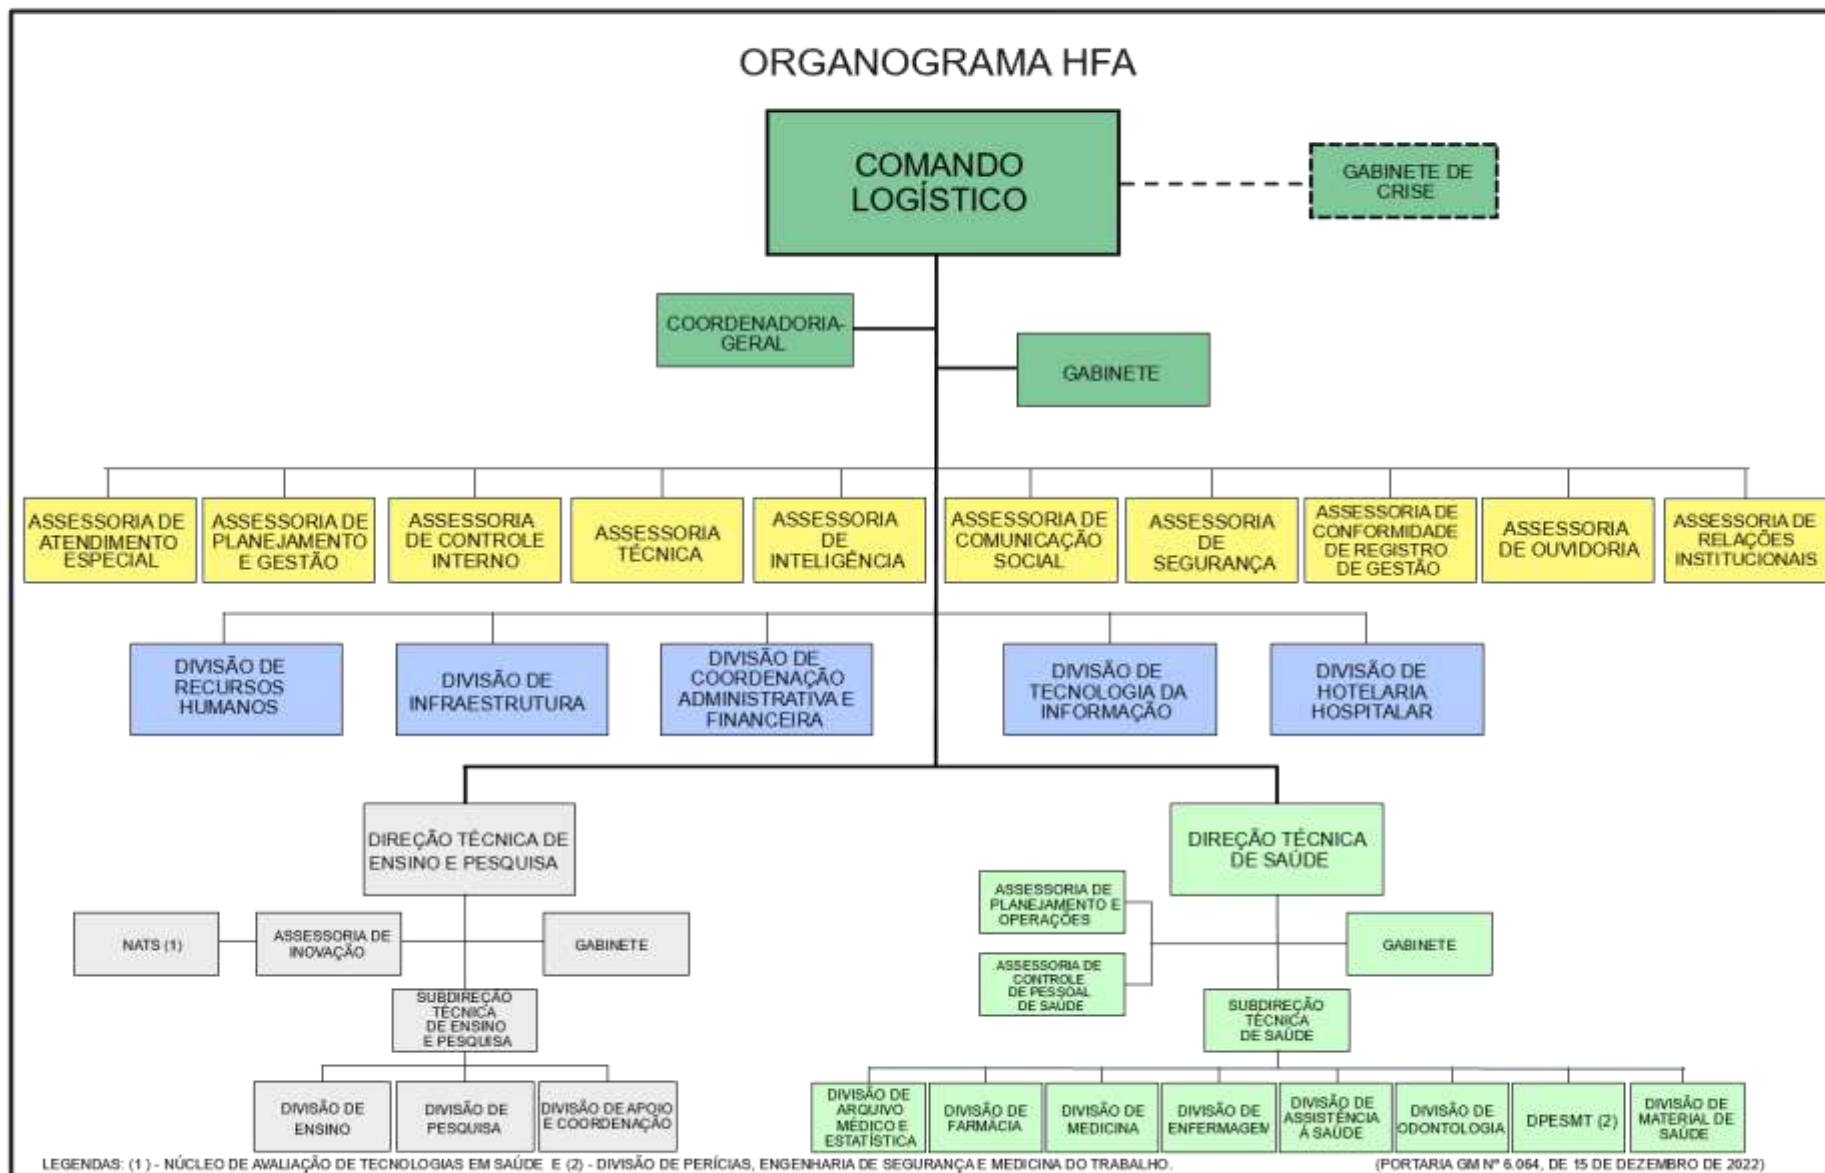 ORGANOGRAMA HFA
COMANDO
LOGÍSTICO
GABINETE DE
CRISE
COORDENADORIA-
GERAL
GABINETE
ASSESSORIA DE
ATENDIMENTO
ESPECIAL
ASSESSORIA DE
PLANEJAMENTO
E GESTÃO
ASSESSORIA
DE CONTROLE
INTERNO
ASSESSORIA
TÉCNICA
ASSESSORIA
DE
INTELIGÊNCIA
ASSESSORIA DE
COMUNICAÇÃO
SOCIAL
ASSESSORIA
DE
SEGURANÇA
ASSESSORIA DE
CONFORMIDADE
DE REGISTRO
DE GESTÃO
ASSESSORIA
DE OUVIDORIA
ASSESSORIA DE
RELAÇÕES
INSTITUCIONAIS
DIVISÃO DE
RECURSOS
HUMANOS
DIVISÃO DE
INFRAESTRUTURA
DIVISÃO DE
COORDENAÇÃO
ADMINISTRATIVA E
FINANCEIRA
DIVISÃO DE
TECNOLOGIA DA
INFORMAÇÃO
DIVISÃO DE
HOTELARIA
HOSPITALAR
DIREÇÃO TÉCNICA DE
ENSINO E PESQUISA
NATS (1)
ASSESSORIA DE
INOVAÇÃO
GABINETE
SUBDIREÇÃO
TÉCNICA
DE ENSINO
E PESQUISA
DIVISÃO DE
ENSINO
DIVISÃO DE
PESQUISA
DIVISÃO DE APOIO
E COORDENAÇÃO
DIREÇÃO TÉCNICA
DE SAÚDE
ASSESSORIA DE
PLANEJAMENTO E
OPERAÇÕES
ASSESSORIA DE
CONTROLE
DE PESSOAL
DE SAÚDE
GABINETE
SUBDIREÇÃO
TÉCNICA
DE SAÚDE
DIVISÃO DE
ARQUIVO
MÉDICO E
ESTATÍSTICA
DIVISÃO DE
FARMÁCIA
DIVISÃO DE
MEDICINA
DIVISÃO DE
ENFERMAGEM
DIVISÃO DE
ASSISTÊNCIA
À SAÚDE
DIVISÃO DE
ODONTOLOGIA
DPESMT (2)
DIVISÃO DE
MATERIAL DE
SAÚDE
LEGENDAS: (1 ) - NÚCLEO DE AVALIAÇÃO DE TECNOLOGIAS EM SAÚDE E (2) - DIVISÃO DE PERÍCIAS, ENGENHARIA DE SEGURANÇA E MEDICINA DO TRABALHO. (PORTARIA GM Nº 6.064, DE 15 DE DEZEMBRO DE 2022)